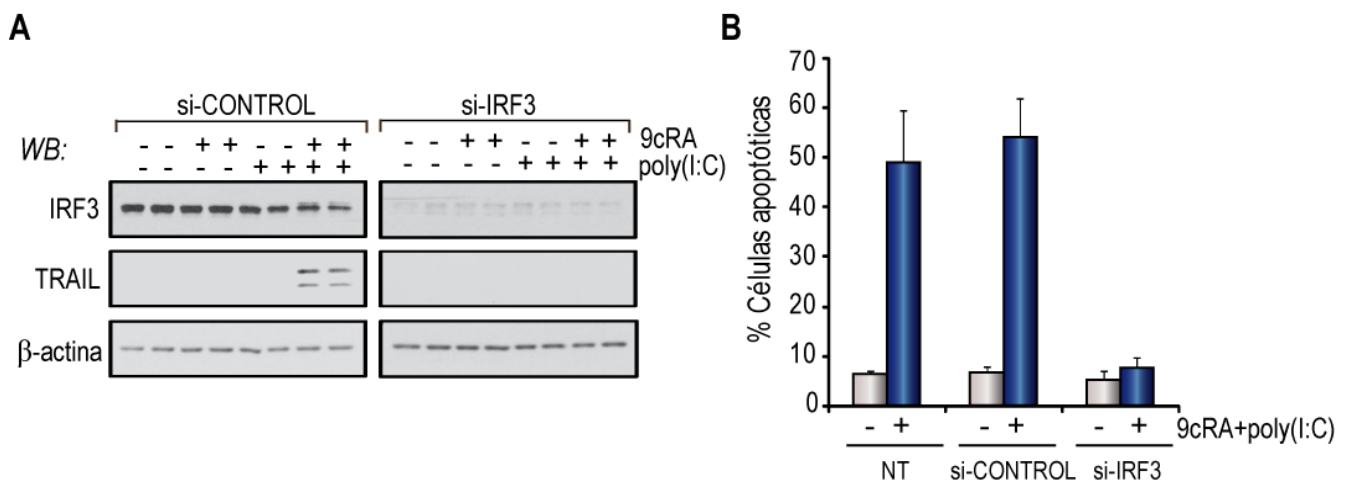 A
si-CONTROL si-IRF3
WB: - - + + - - + + - - + + - - + + 9cRA
- - - - + + + + - - - - + + + + poly(I:C)
IRF3
TRAIL
β-actina
B
% Células apoptóticas
70
60
50
40
30
20
10
0
- + - + - + 9cRA+poly(I:C)
NT si-CONTROL si-IRF3